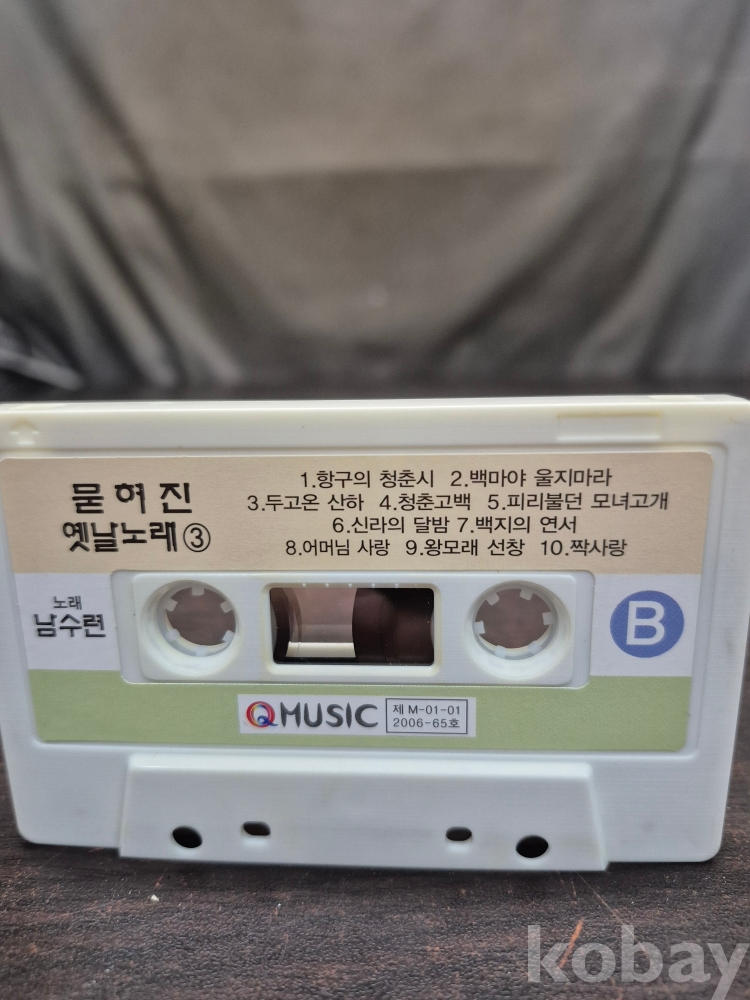 묻혀진
옛날노래③
1.항구의 청춘시 2.백마야 울지마라
3.두고온 산하 4.청춘고백 5.피리불던 모녀고개
6.신라의 달밤 7.백지의 연서
8.어머님 사랑 9.왕모래 선창 10.짝사랑
노래
남수련
B
QMUSIC
제 M-01-01
2006-65호
kobay